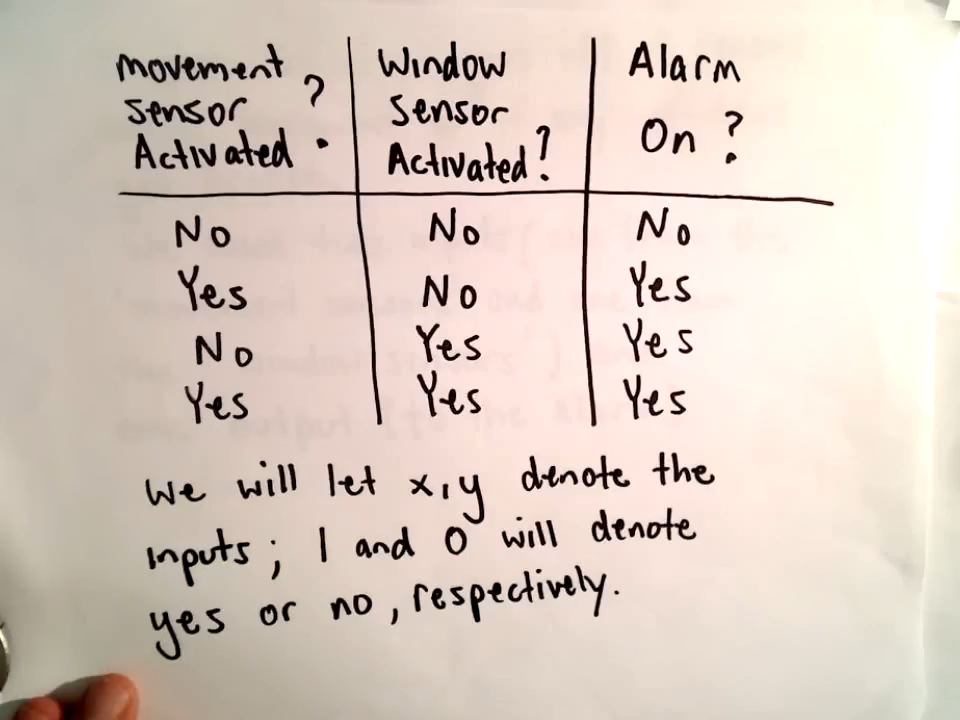 Movement Sensor Activated? | Window Sensor Activated? | Alarm On?
No | No | No
Yes | No | Yes
No | Yes | Yes
Yes | Yes | Yes
We will let x, y denote the
inputs; 1 and 0 will denote
yes or no, respectively.